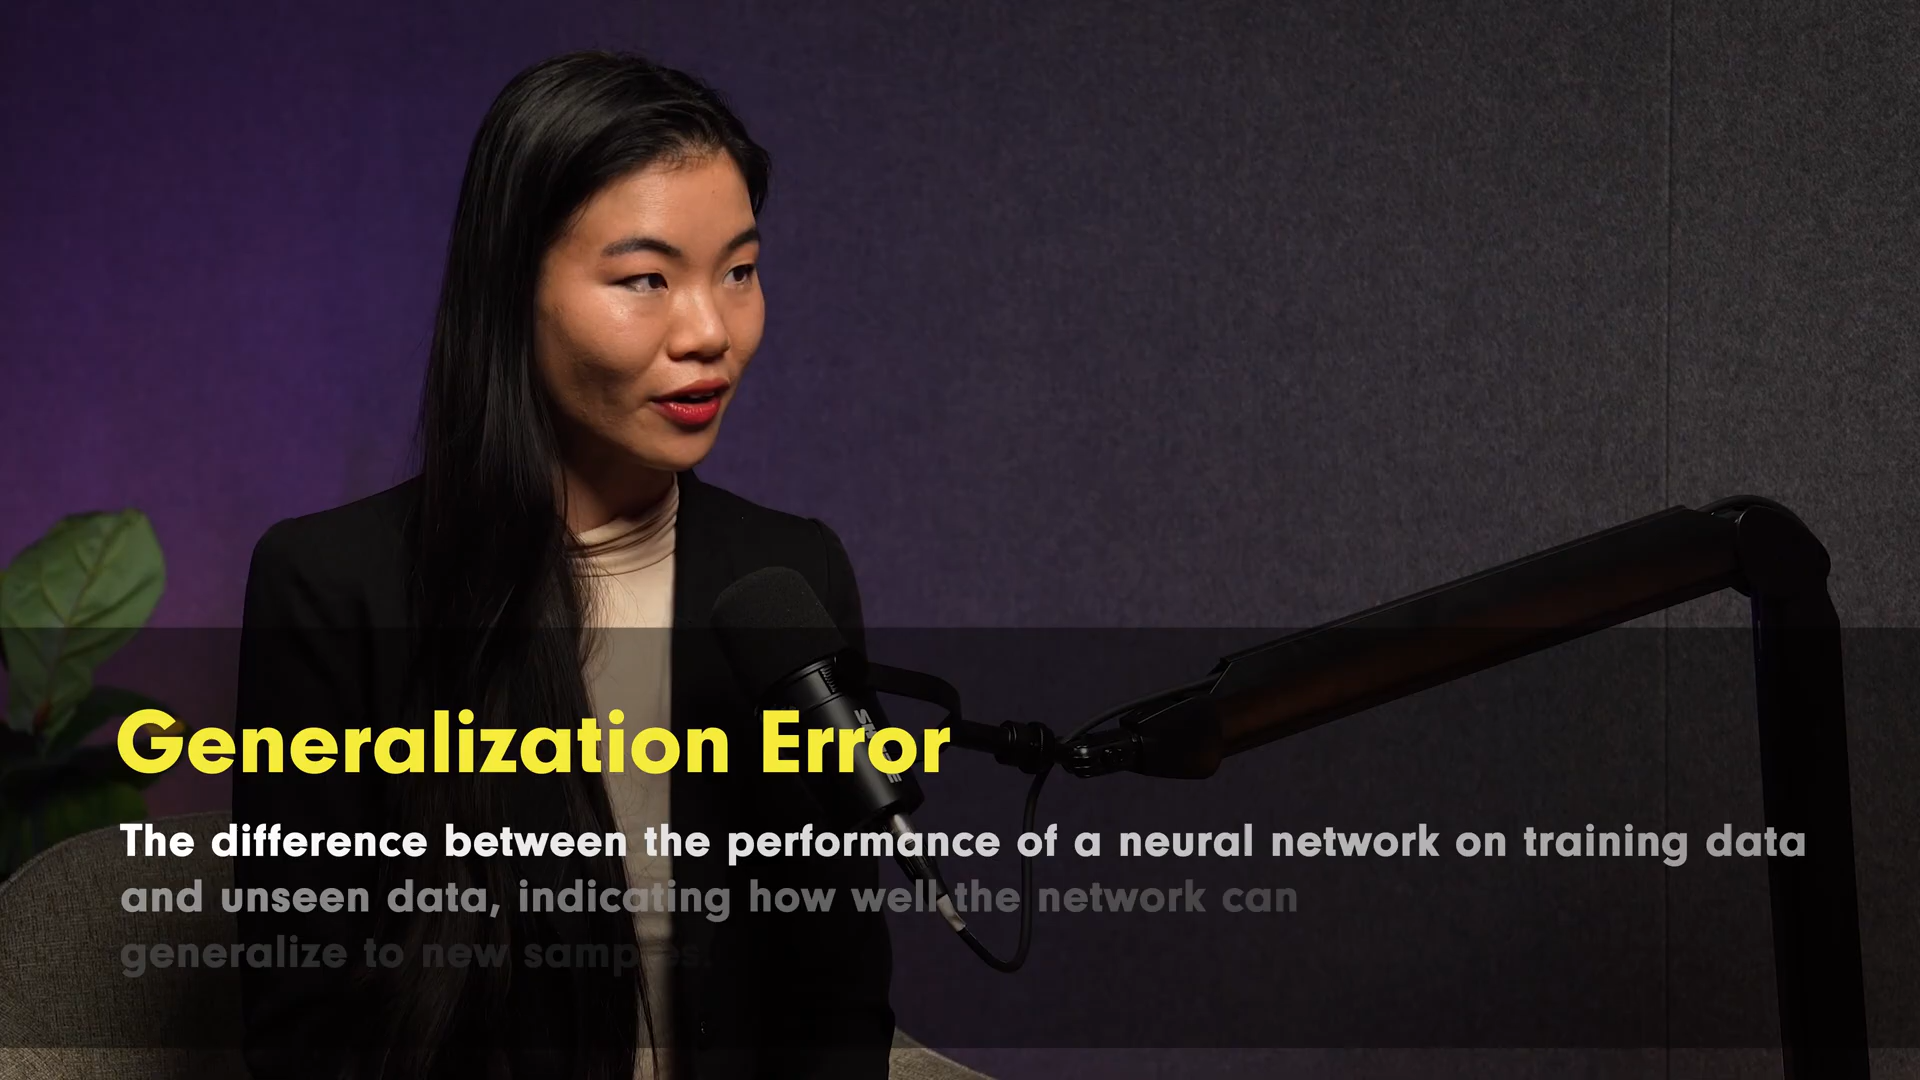 Generalization Error
The difference between the performance of a neural network on training data
and unseen data, indicating how well the network can
generalize to new samples.